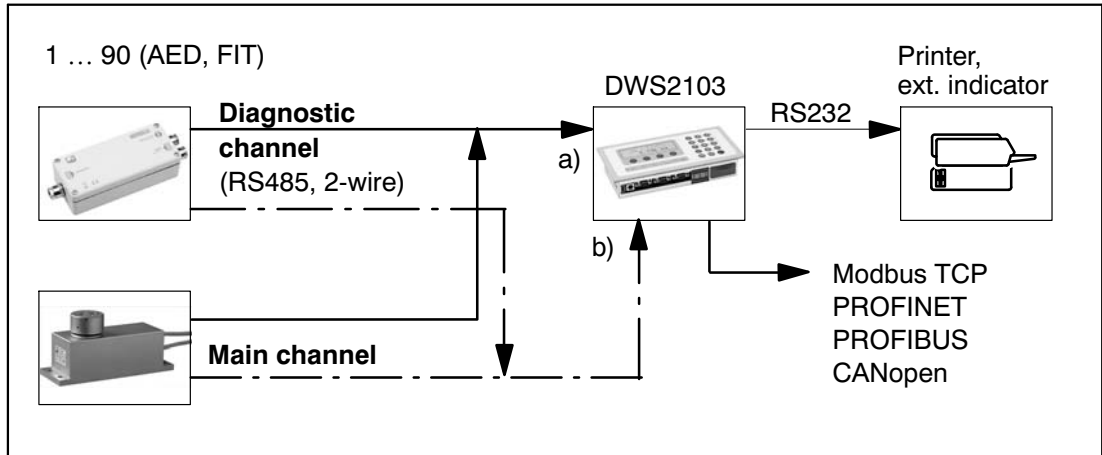 1 … 90 (AED, FIT)
Diagnostic
channel
(RS485, 2-wire)
Main channel
a)
b)
DWS2103
RS232
Printer,
ext. indicator
Modbus TCP
PROFINET
PROFIBUS
CANopen